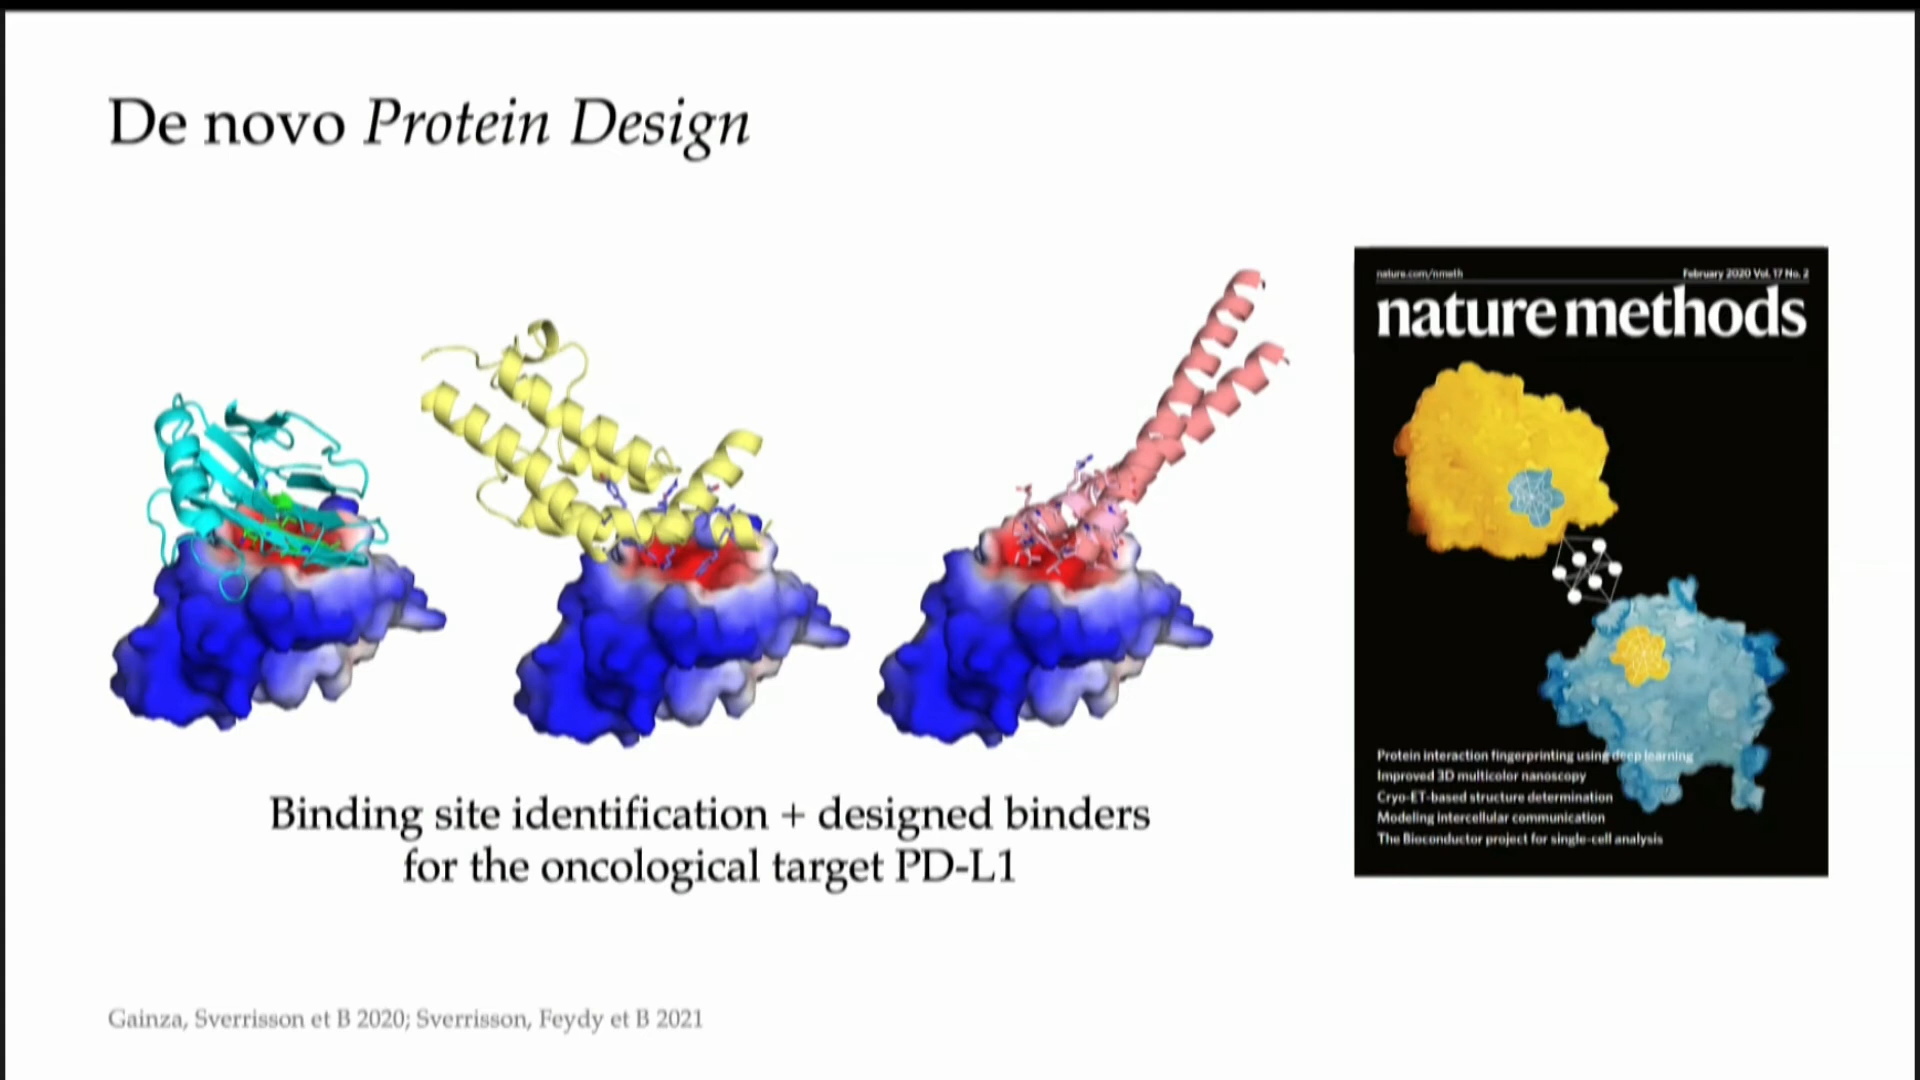 De novo Protein Design
nature.com/nmeth
February 2020 Vol. 17 No. 2
nature methods
Protein interaction fingerprinting using deep learning
Improved 3D multicolor nanoscopy
Cryo-ET-based structure determination
Modeling intercellular communication
The Bioconductor project for single-cell analysis
Binding site identification + designed binders
for the oncological target PD-L1
Gainza, Sverrisson et B 2020; Sverrisson, Feydy et B 2021